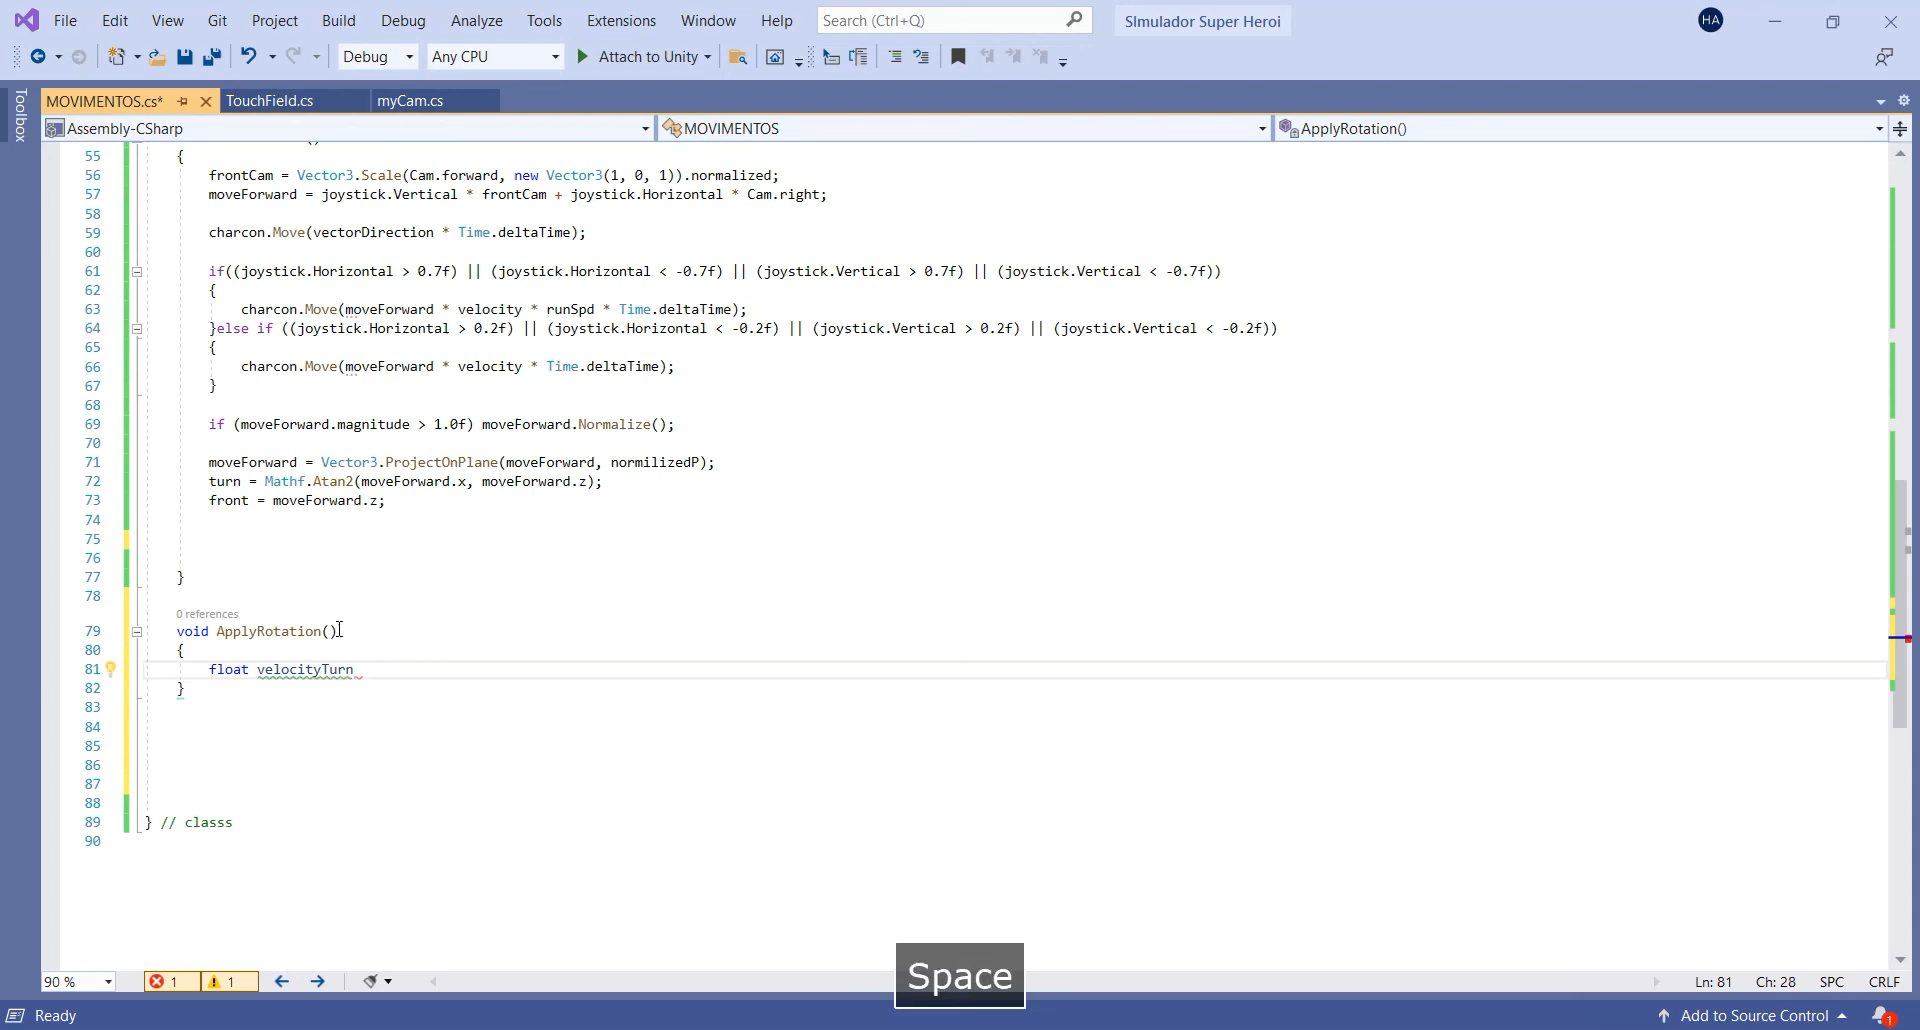 File Edit View Git Project Build Debug Test Analyze Tools Extensions Window Help Search (Ctrl+Q) SImulador Super Heroi HA
Debug Any CPU Attach to Unity
Toolbox
MOVIMENTOS.cs* TouchField.cs myCam.cs
Assembly-CSharp MOVIMENTOS ApplyRotation()
55 {
56 frontCam = Vector3.Scale(Cam.forward, new Vector3(1, 0, 1)).normalized;
57 moveForward = joystick.Vertical * frontCam + joystick.Horizontal * Cam.right;
58
59 charcon.Move(vectorDirection * Time.deltaTime);
60
61 if((joystick.Horizontal > 0.7f) || (joystick.Horizontal < -0.7f) || (joystick.Vertical > 0.7f) || (joystick.Vertical < -0.7f))
62 {
63 charcon.Move(moveForward * velocity * runSpd * Time.deltaTime);
64 }else if ((joystick.Horizontal > 0.2f) || (joystick.Horizontal < -0.2f) || (joystick.Vertical > 0.2f) || (joystick.Vertical < -0.2f))
65 {
66 charcon.Move(moveForward * velocity * Time.deltaTime);
67 }
68
69 if (moveForward.magnitude > 1.0f) moveForward.Normalize();
70
71 moveForward = Vector3.ProjectOnPlane(moveForward, normilizedP);
72 turn = Mathf.Atan2(moveForward.x, moveForward.z);
73 front = moveForward.z;
74
75
76
77 }
78
0 references
79 void ApplyRotation()
80 {
81 float velocityTurn
82 }
83
84
85
86
87
88
89 } // classs
90
Space
90 % 1 1 Ln: 81 Ch: 28 SPC CRLF
Ready Add to Source Control 1